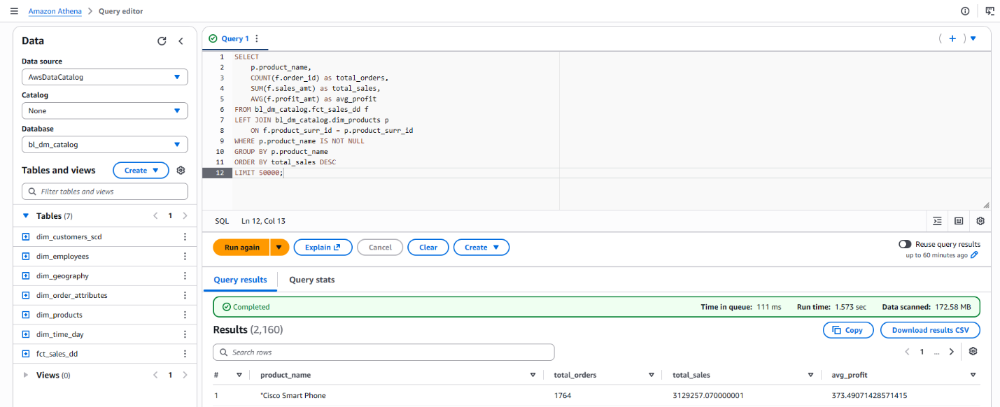 Amazon Athena > Query editor
Data
Data source
AwsDataCatalog
Catalog
None
Database
bl_dm_catalog
Tables and views
Create
Filter tables and views
Tables (7)
< 1 >
dim_customers_scd
dim_employees
dim_geography
dim_order_attributes
dim_products
dim_time_day
fct_sales_dd
Views (0)
< 1 >
Query 1
1 SELECT
2 p.product_name,
3 COUNT(f.order_id) as total_orders,
4 SUM(f.sales_amt) as total_sales,
5 AVG(f.profit_amt) as avg_profit
6 FROM bl_dm_catalog.fct_sales_dd f
7 LEFT JOIN bl_dm_catalog.dim_products p
8 ON f.product_surr_id = p.product_surr_id
9 WHERE p.product_name IS NOT NULL
10 GROUP BY p.product_name
11 ORDER BY total_sales DESC
12 LIMIT 50000;
SQL Ln 12, Col 13
Run again Explain Cancel Clear Create
Reuse query results
up to 60 minutes ago
Query results Query stats
Completed Time in queue: 111 ms Run time: 1.573 sec Data scanned: 172.58 MB
Results (2,160) Copy Download results CSV
Search rows < 1 ... >
# product_name total_orders total_sales avg_profit
1 "Cisco Smart Phone 1764 3129257.070000001 373.49071428571415